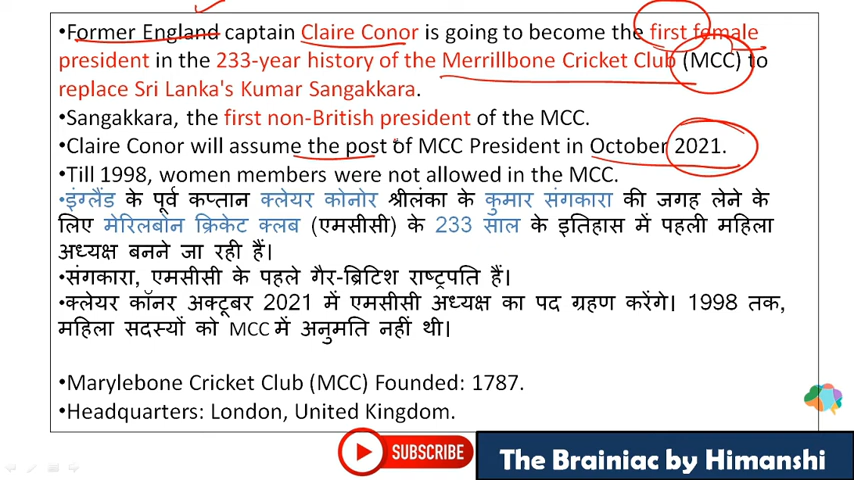 •Former England captain Claire Conor is going to become the first female
president in the 233-year history of the Merrillbone Cricket Club (MCC) to
replace Sri Lanka's Kumar Sangakkara.
•Sangakkara, the first non-British president of the MCC.
•Claire Conor will assume the post of MCC President in October 2021.
•Till 1998, women members were not allowed in the MCC.
•इंग्लैंड के पूर्व कप्तान क्लेयर कोनोर श्रीलंका के कुमार संगकारा की जगह लेने के
लिए मेरिलबोन क्रिकेट क्लब (एमसीसी) के 233 साल के इतिहास में पहली महिला
अध्यक्ष बनने जा रही हैं।
•संगकारा, एमसीसी के पहले गैर-ब्रिटिश राष्ट्रपति हैं।
•क्लेयर कॉनर अक्टूबर 2021 में एमसीसी अध्यक्ष का पद ग्रहण करेंगे। 1998 तक,
महिला सदस्यों को MCC में अनुमति नहीं थी।
•Marylebone Cricket Club (MCC) Founded: 1787.
•Headquarters: London, United Kingdom.
SUBSCRIBE
The Brainiac by Himanshi